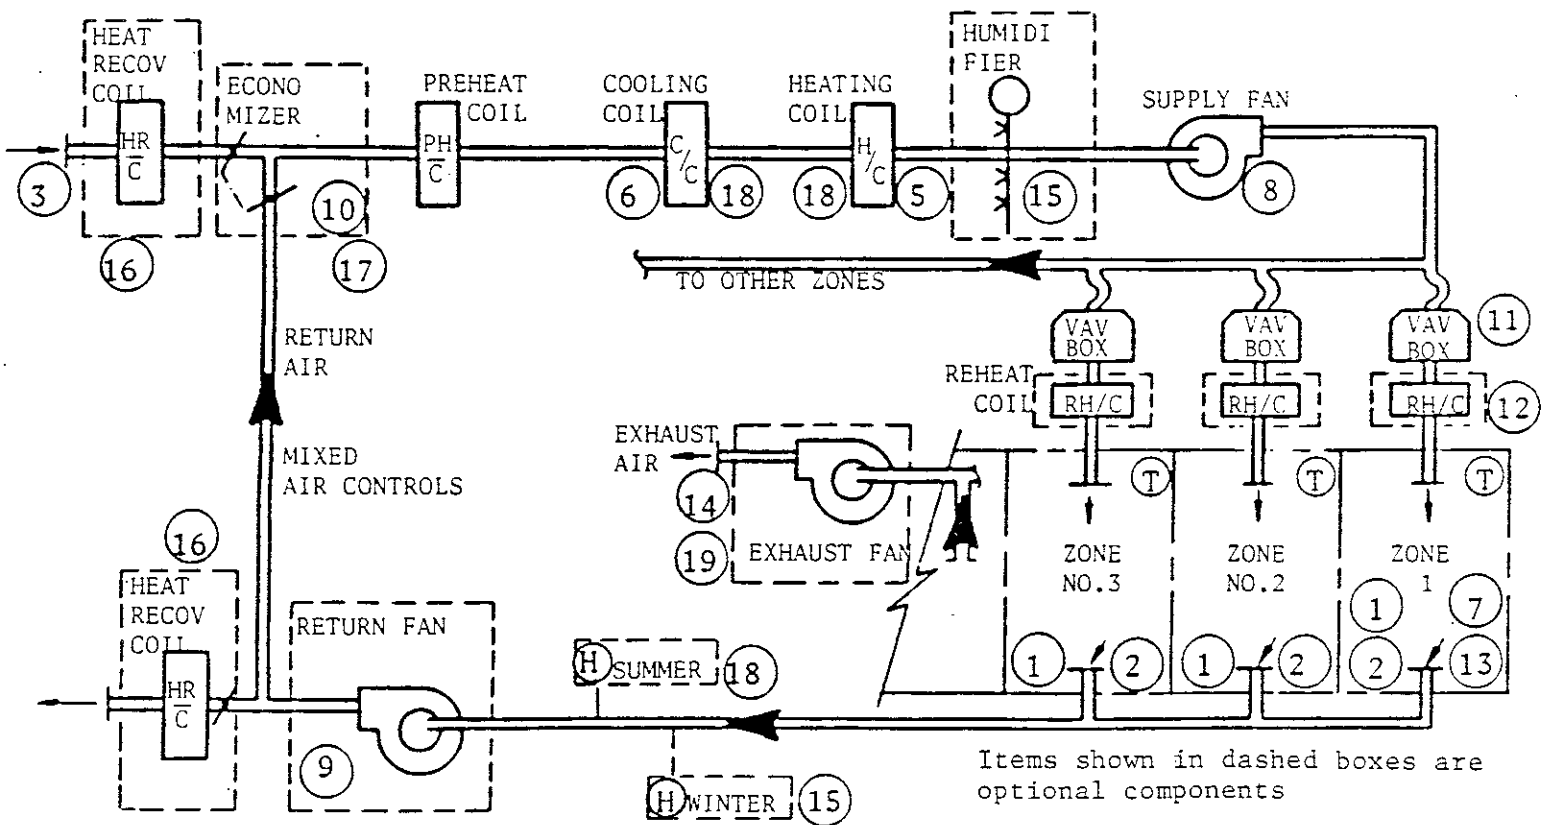 HEAT
RECOV
COIL
HR
C
3
16
ECONO
MIZER
10
17
PREHEAT
COIL
PH
C
COOLING
COIL
C/C
6
18
HEATING
COIL
H/C
18
5
HUMIDI
FIER
15
SUPPLY FAN
8
TO OTHER ZONES
VAV
BOX
VAV
BOX
VAV
BOX
11
REHEAT
COIL
RH/C
RH/C
RH/C
12
RETURN
AIR
MIXED
AIR CONTROLS
EXHAUST
AIR
14
19
EXHAUST FAN
T
T
T
ZONE
NO.3
ZONE
NO.2
ZONE
1
1
2
1
2
1
7
2
13
16
HEAT
RECOV
COIL
HR
C
RETURN FAN
9
H SUMMER
18
H WINTER
15
Items shown in dashed boxes are
optional components